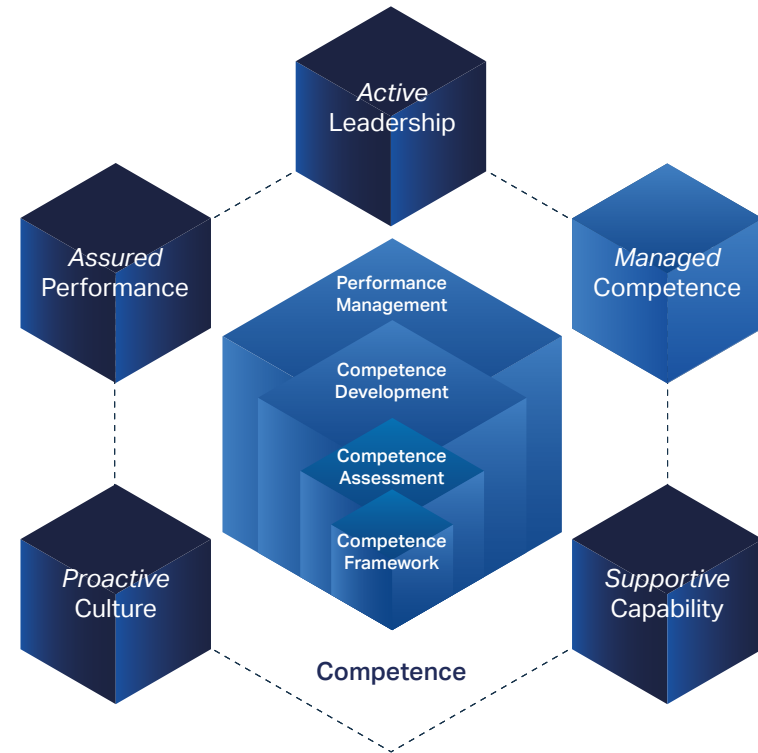 Active
Leadership
Assured
Performance
Managed
Competence
Performance
Management
Competence
Development
Competence
Assessment
Competence
Framework
Proactive
Culture
Supportive
Capability
Competence